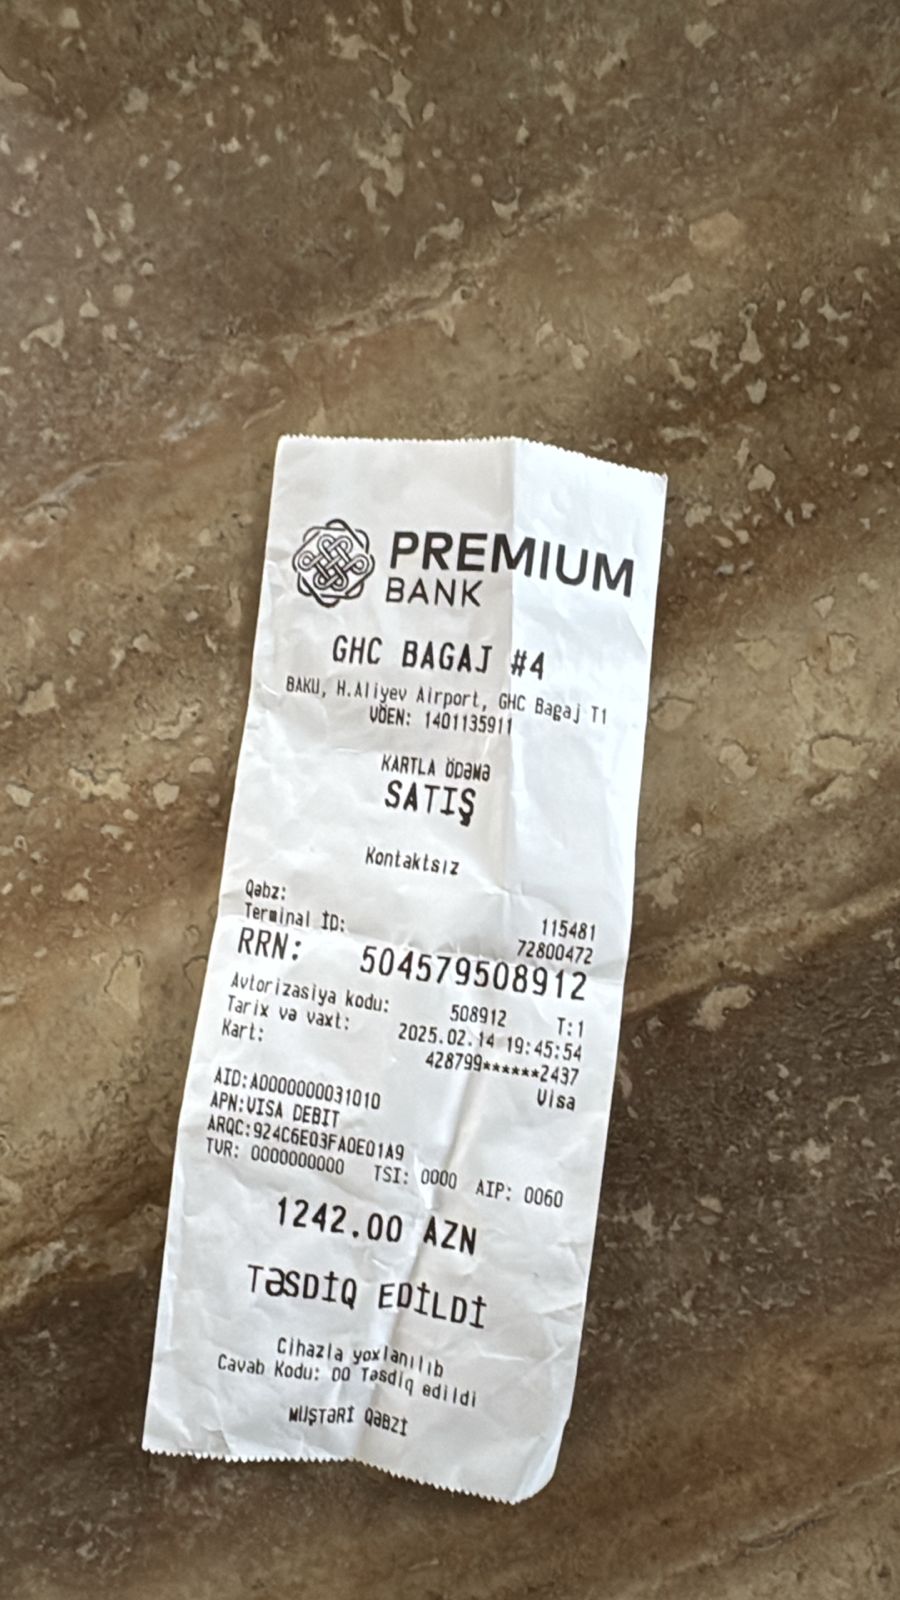 PREMIUM
BANK
GHC BAGAJ #4
BAKU, H.Aliyev Airport, GHC Bagaj T1
VÖEN: 1401135911
KARTLA ÖDƏMƏ
SATIŞ
Kontaktsız
Qəbz: 115481
Terminal İD: 72800472
RRN: 504579508912
Avtorizasiya kodu: 508912 T:1
Tarix və vaxt: 2025.02.14 19:45:54
Kart: 428799******2437
Visa
AID:A0000000031010
APN:VISA DEBIT
ARQC:924C6E03FA0E01A9
TVR: 0000000000 TSI: 0000 AIP: 0060
1242.00 AZN
TƏSDİQ EDİLDİ
Cihazla yoxlanılıb
Cavab Kodu: 00 Təsdiq edildi
MÜŞTƏRİ QƏBZİ